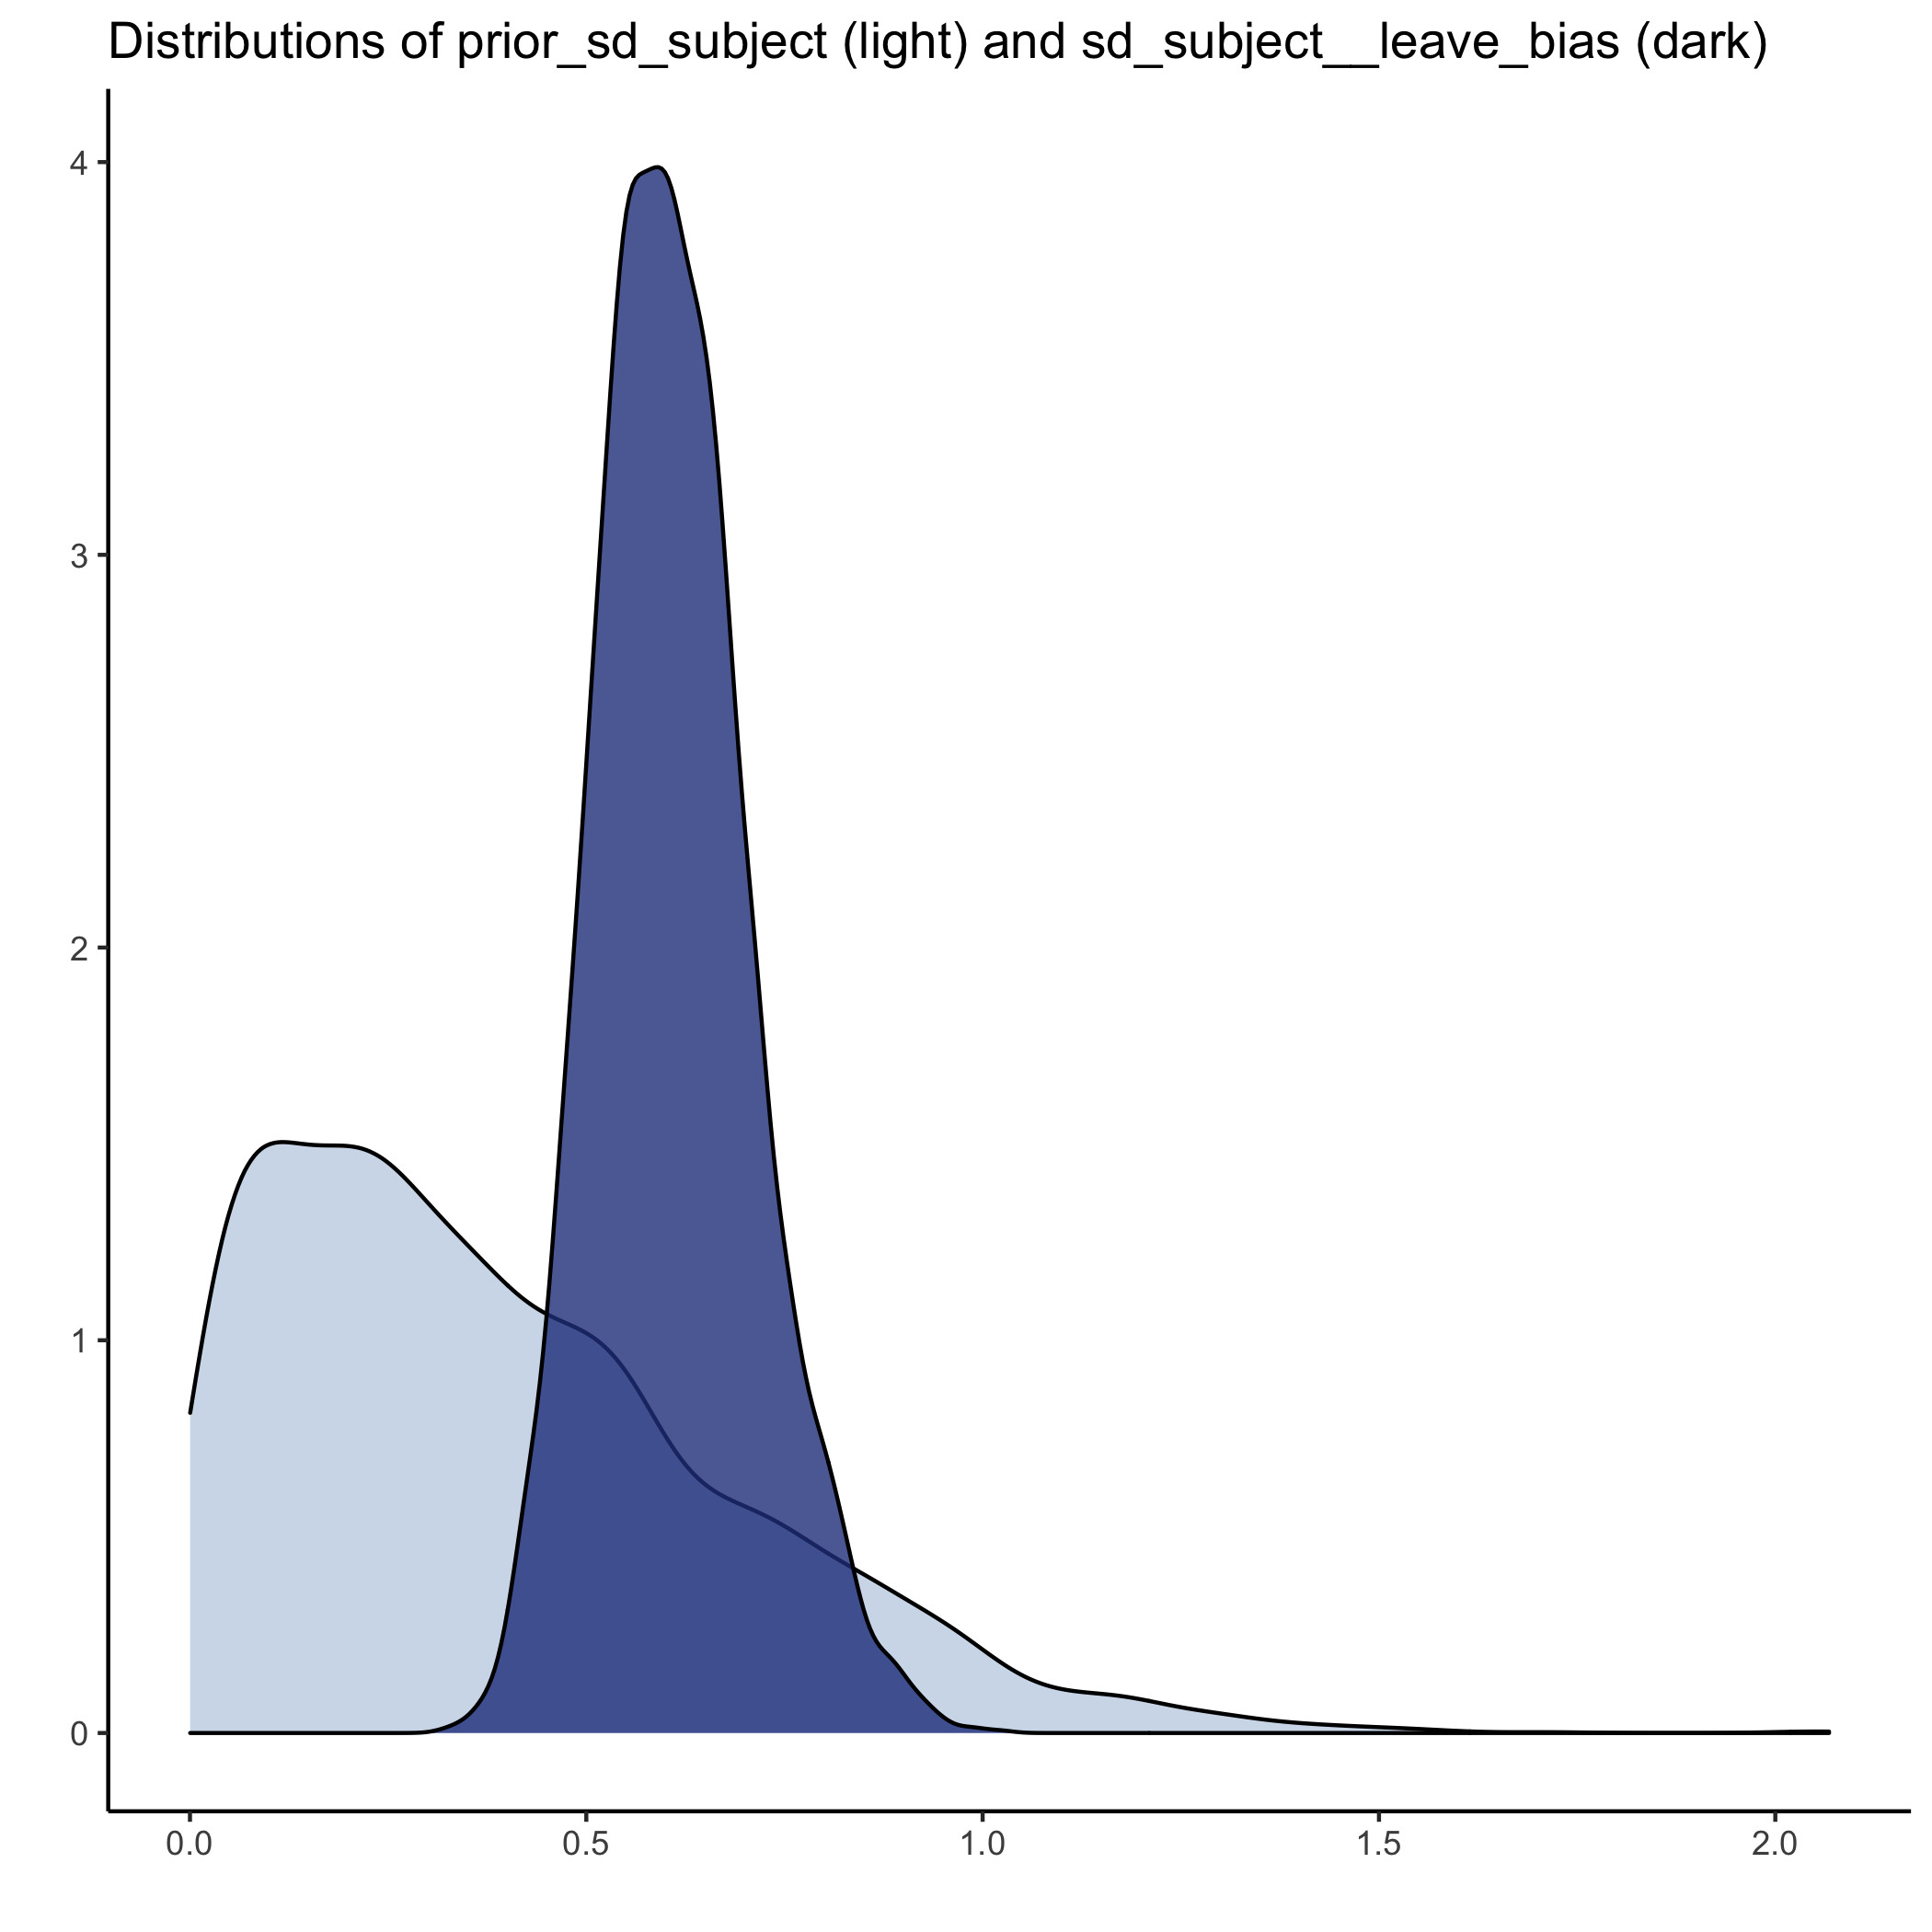 Distributions of prior_sd_subject (light) and sd_subject__leave_bias (dark)
4
3
2
1
0
0.0 0.5 1.0 1.5 2.0